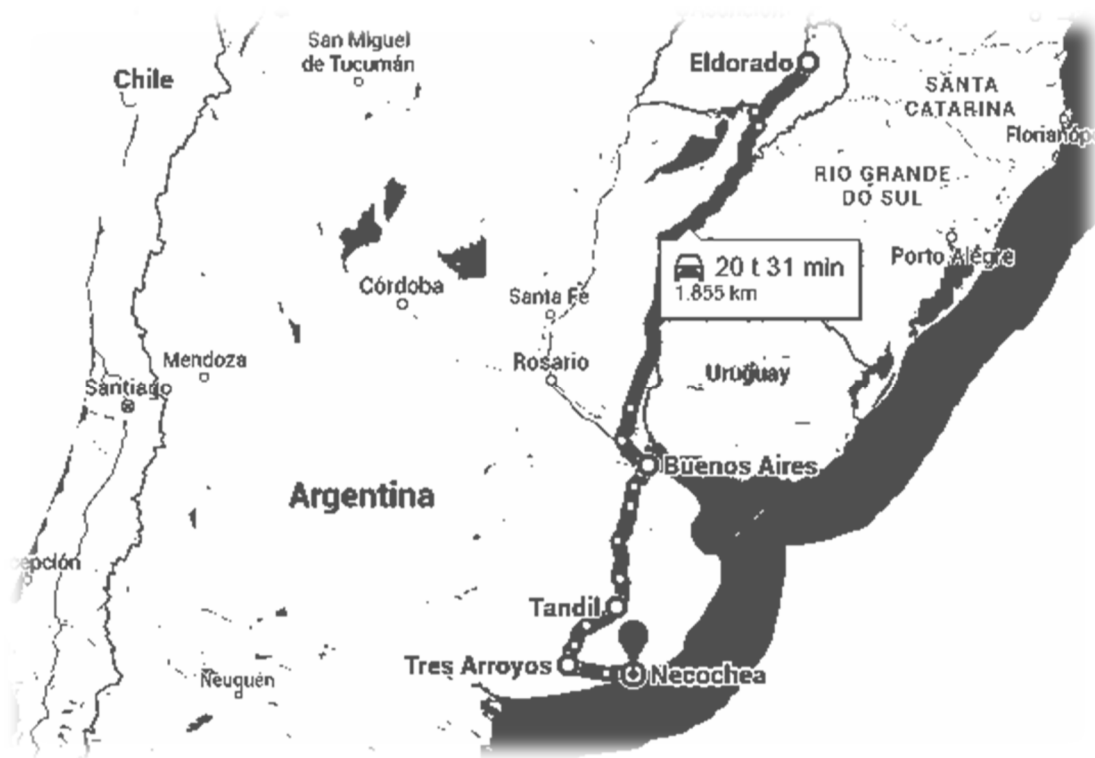 San Miguel
de Tucumán
Chile
Eldorado
SANTA
CATARINA
RIO GRANDE
DO SUL
Porto Alegre
20 t 31 min
1.855 km
Córdoba
Santa Fe
Mendoza
Rosario
Santiago
Uruguay
Buenos Aires
Argentina
Tandil
Tres Arroyos
Necochea
Neuquén